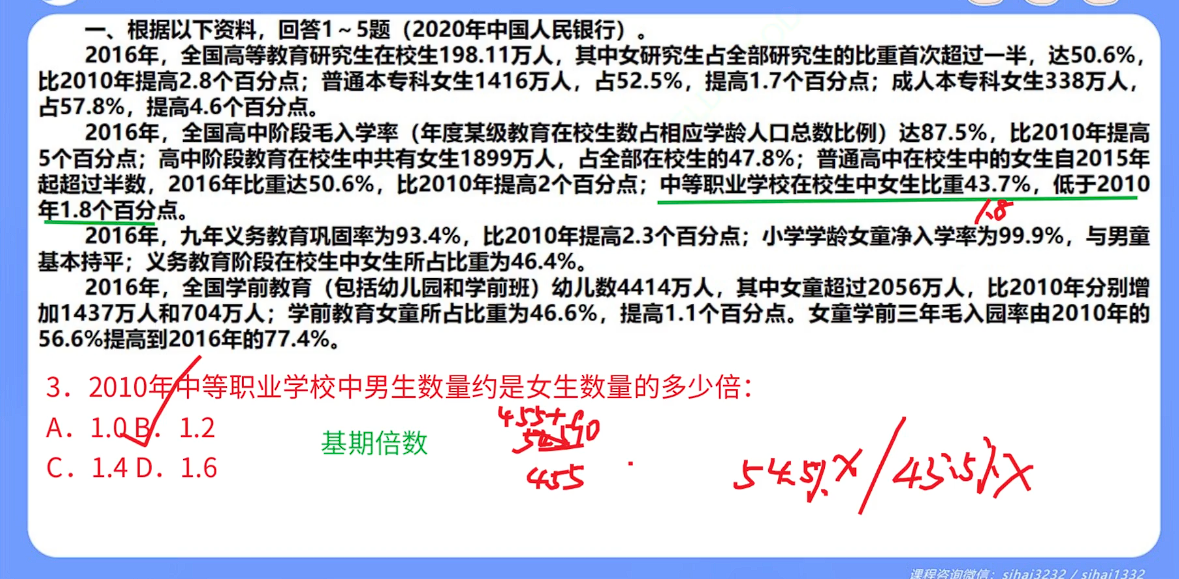 一、根据以下资料，回答1～5题（2020年中国人民银行）。
2016年，全国高等教育研究生在校生198.11万人，其中女研究生占全部研究生的比重首次超过一半，达50.6%，
比2010年提高2.8个百分点；普通本专科女生1416万人，占52.5%，提高1.7个百分点；成人本专科女生338万人，
占57.8%，提高4.6个百分点。
2016年，全国高中阶段毛入学率（年度某级教育在校生数占相应学龄人口总数比例）达87.5%，比2010年提高
5个百分点；高中阶段教育在校生中共有女生1899万人，占全部在校生的47.8%；普通高中在校生中的女生自2015年
起超过半数，2016年比重达50.6%，比2010年提高2个百分点；中等职业学校在校生中女生比重43.7%，低于2010
年1.8个百分点。
1.8
2016年，九年义务教育巩固率为93.4%，比2010年提高2.3个百分点；小学学龄女童净入学率为99.9%，与男童
基本持平；义务教育阶段在校生中女生所占比重为46.4%。
2016年，全国学前教育（包括幼儿园和学前班）幼儿数4414万人，其中女童超过2056万人，比2010年分别增
加1437万人和704万人；学前教育女童所占比重为46.6%，提高1.1个百分点。女童学前三年毛入园率由2010年的
56.6%提高到2016年的77.4%。
3．2010年中等职业学校中男生数量约是女生数量的多少倍：
A．1.0 B．1.2
C．1.4 D．1.6
基期倍数
455+90
455
54.5%X/43.5%X
课程咨询微信：sihai3232 / sihai1332